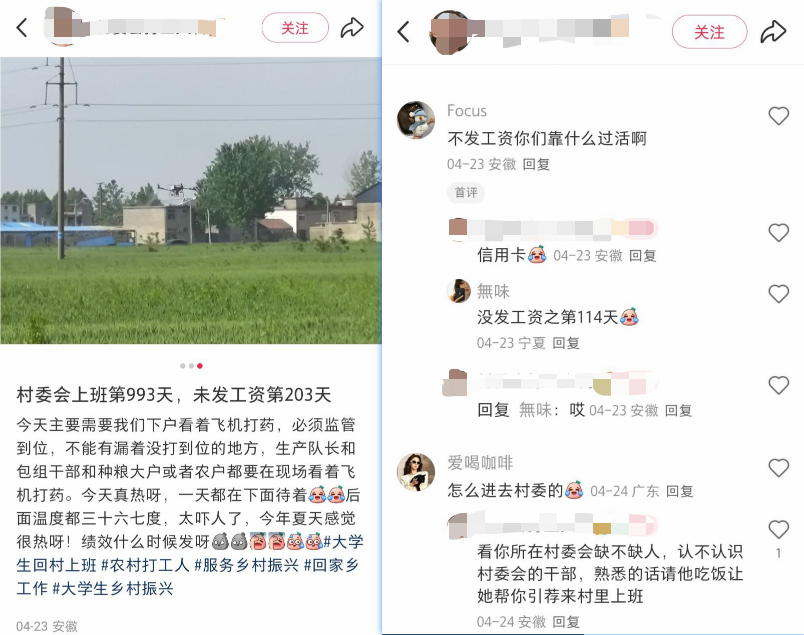 关注
村委会上班第993天，未发工资第203天
今天主要需要我们下户看着飞机打药，必须监管
到位，不能有漏着没打到位的地方，生产队长和
包组干部和种粮大户或者农户都要在现场看着飞
机打药。今天真热呀，一天都在下面待着😂😂后
面温度都三十六七度，太吓人了，今年夏天感觉
很热呀！绩效什么时候发呀#大学
生回村上班 #农村打工人 #服务乡村振兴 #回家乡
工作 #大学生乡村振兴
04-23 安徽
关注
Focus
不发工资你们靠什么过活啊
04-23 安徽 回复
首评
信用卡😂 04-23 安徽 回复
無味
没发工资之第114天😂
04-23 宁夏 回复
回复 無味：哎 04-23 安徽 回复
爱喝咖啡
怎么进去村委的😂 04-24 广东 回复
看你所在村委会缺不缺人，认不认识
村委会的干部，熟悉的话请他吃饭让
她帮你引荐来村里上班
1
04-24 安徽 回复